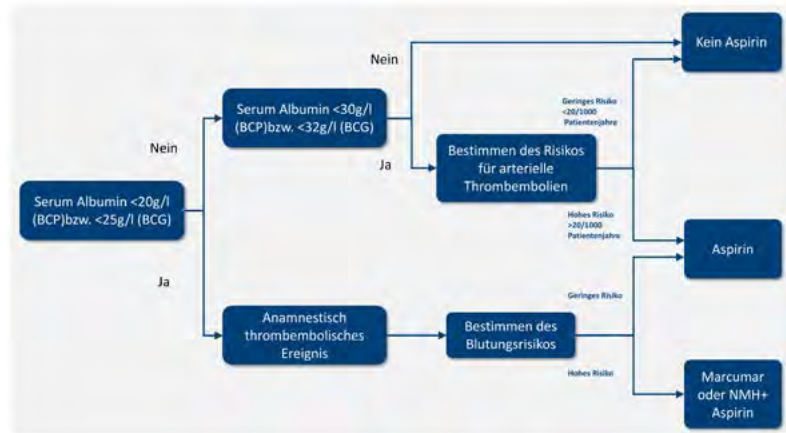 Kein Aspirin
Nein
Geringes Risiko
<20/1000
Patientenjahre
Serum Albumin <30g/l
(BCP)bzw. <32g/l (BCG)
Nein
Ja
Bestimmen des Risikos
für arterielle
Thrombembolien
Serum Albumin <20g/l
(BCP)bzw. <25g/l (BCG)
Hohes Risiko
>20/1000
Patientenjahre
Aspirin
Ja
Geringes Risiko
Anamnestisch
thrombembolisches
Ereignis
Bestimmen des
Blutungsrisikos
Hohes Risiko
Marcumar
oder NMH+
Aspirin